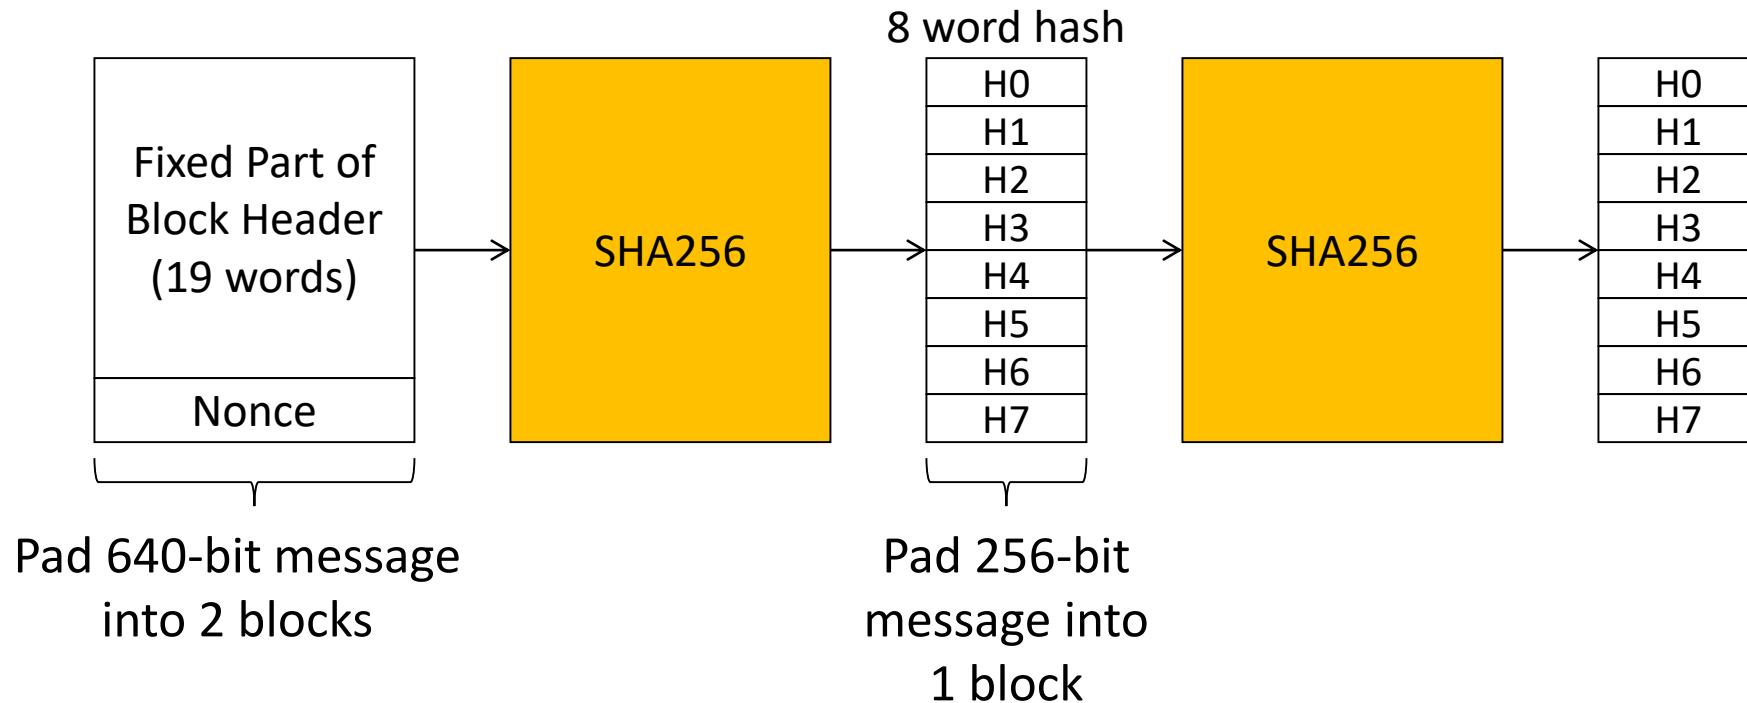 8 word hash
Fixed Part of
Block Header
(19 words)
Nonce
SHA256
H0
H1
H2
H3
H4
H5
H6
H7
SHA256
H0
H1
H2
H3
H4
H5
H6
H7
Pad 640-bit message
into 2 blocks
Pad 256-bit
message into
1 block